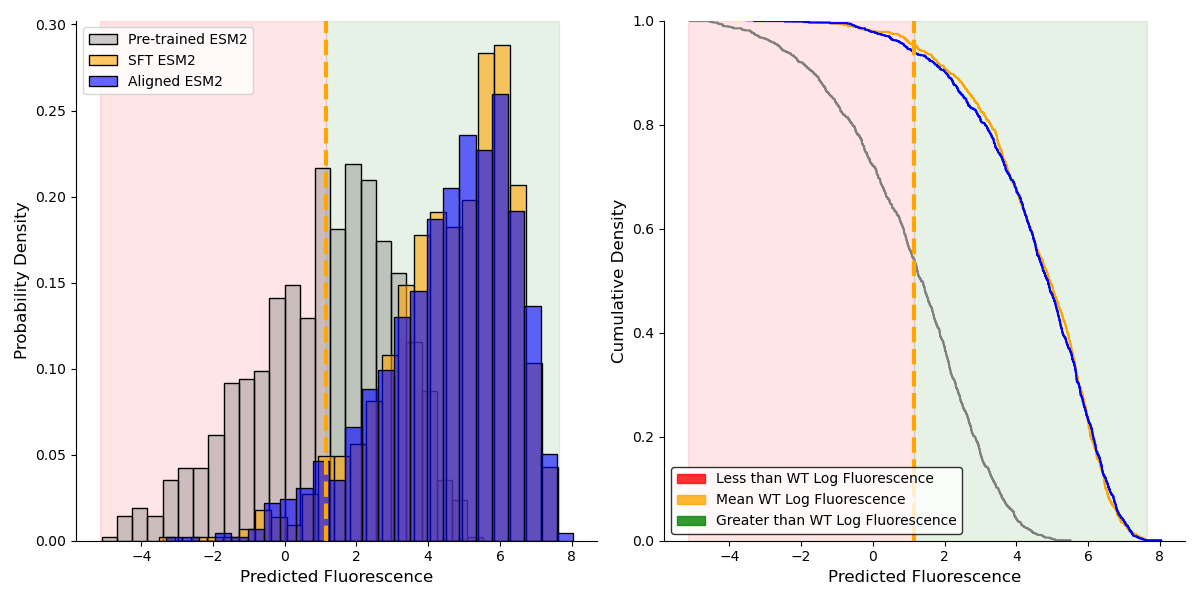 0.30
0.25
0.20
0.15
0.10
0.05
0.00
Probability Density
Pre-trained ESM2
SFT ESM2
Aligned ESM2
−4
−2
0
2
4
6
8
Predicted Fluorescence
1.0
0.8
0.6
0.4
0.2
0.0
Cumulative Density
Less than WT Log Fluorescence
Mean WT Log Fluorescence
Greater than WT Log Fluorescence
−4
−2
0
2
4
6
8
Predicted Fluorescence